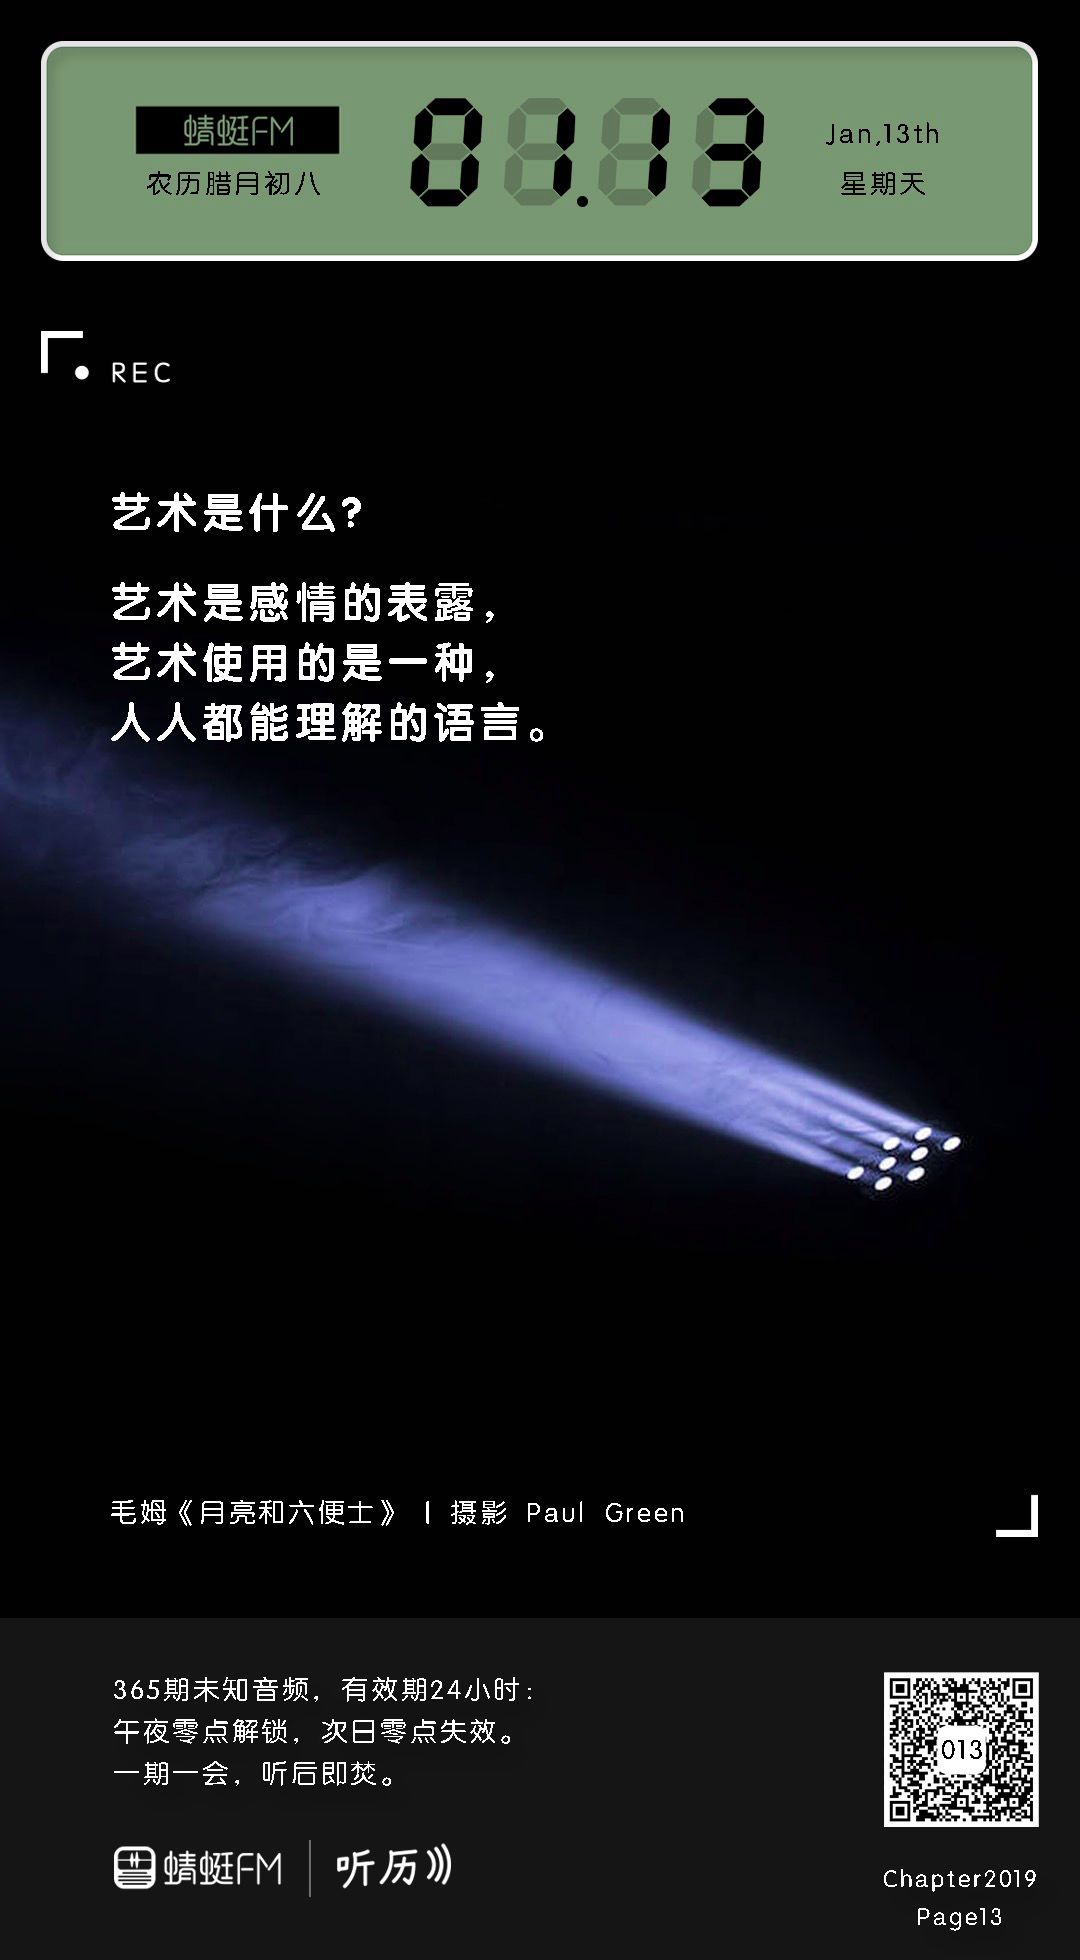 蜻蜓FM
农历腊月初八
01.13
Jan,13th
星期天
REC
艺术是什么?
艺术是感情的表露，
艺术使用的是一种，
人人都能理解的语言。
毛姆《月亮和六便士》 | 摄影 Paul Green
365期未知音频，有效期24小时：
午夜零点解锁，次日零点失效。
一期一会，听后即焚。
蜻蜓FM | 听历
013
Chapter2019
Page13